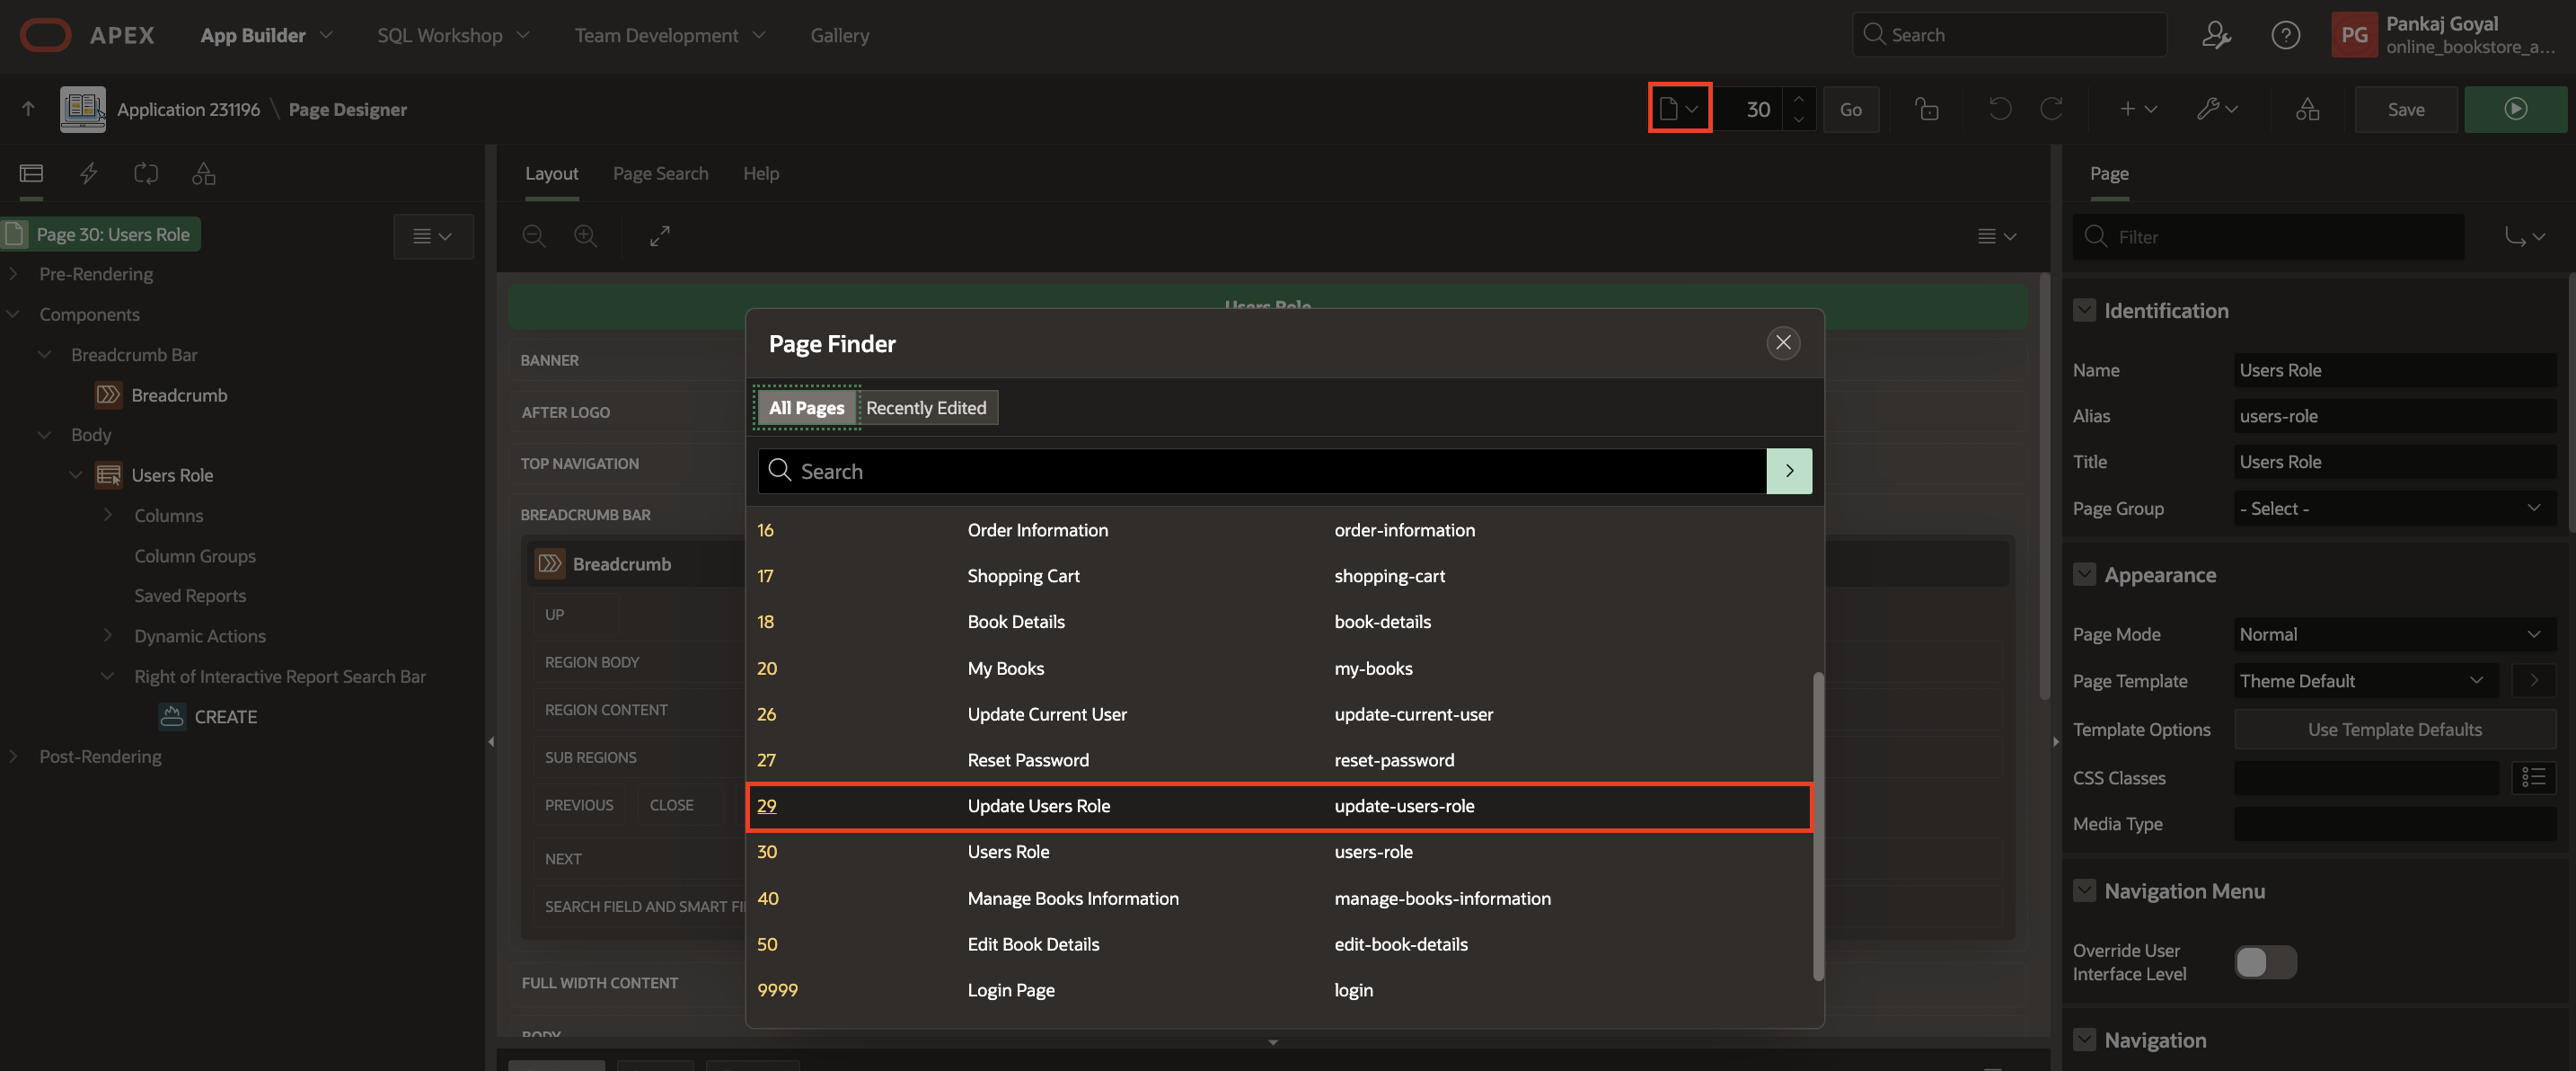 APEX
App Builder
SQL Workshop
Team Development
Gallery
Search
PG
Pankaj Goyal
online_bookstore_a...
Application 231196 \ Page Designer
30
Go
Save
Layout
Page Search
Help
Page
Page 30: Users Role
Pre-Rendering
Components
Breadcrumb Bar
Breadcrumb
Body
Users Role
Columns
Column Groups
Saved Reports
Dynamic Actions
Right of Interactive Report Search Bar
CREATE
Post-Rendering
Users Role
BANNER
AFTER LOGO
TOP NAVIGATION
BREADCRUMB BAR
Breadcrumb
UP
REGION BODY
REGION CONTENT
SUB REGIONS
PREVIOUS
CLOSE
NEXT
SEARCH FIELD AND SMART FI
FULL WIDTH CONTENT
BODY
Page Finder
All Pages
Recently Edited
Search
16 Order Information order-information
17 Shopping Cart shopping-cart
18 Book Details book-details
20 My Books my-books
26 Update Current User update-current-user
27 Reset Password reset-password
29 Update Users Role update-users-role
30 Users Role users-role
40 Manage Books Information manage-books-information
50 Edit Book Details edit-book-details
9999 Login Page login
Filter
Identification
Name Users Role
Alias users-role
Title Users Role
Page Group - Select -
Appearance
Page Mode Normal
Page Template Theme Default
Template Options Use Template Defaults
CSS Classes
Media Type
Navigation Menu
Override User
Interface Level
Navigation